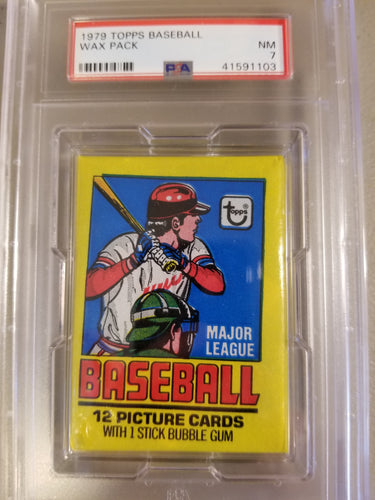 1979 TOPPS BASEBALL
WAX PACK
NM
7
PSA
41591103
topps
MAJOR
LEAGUE
BASEBALL
12 PICTURE CARDS
WITH 1 STICK BUBBLE GUM